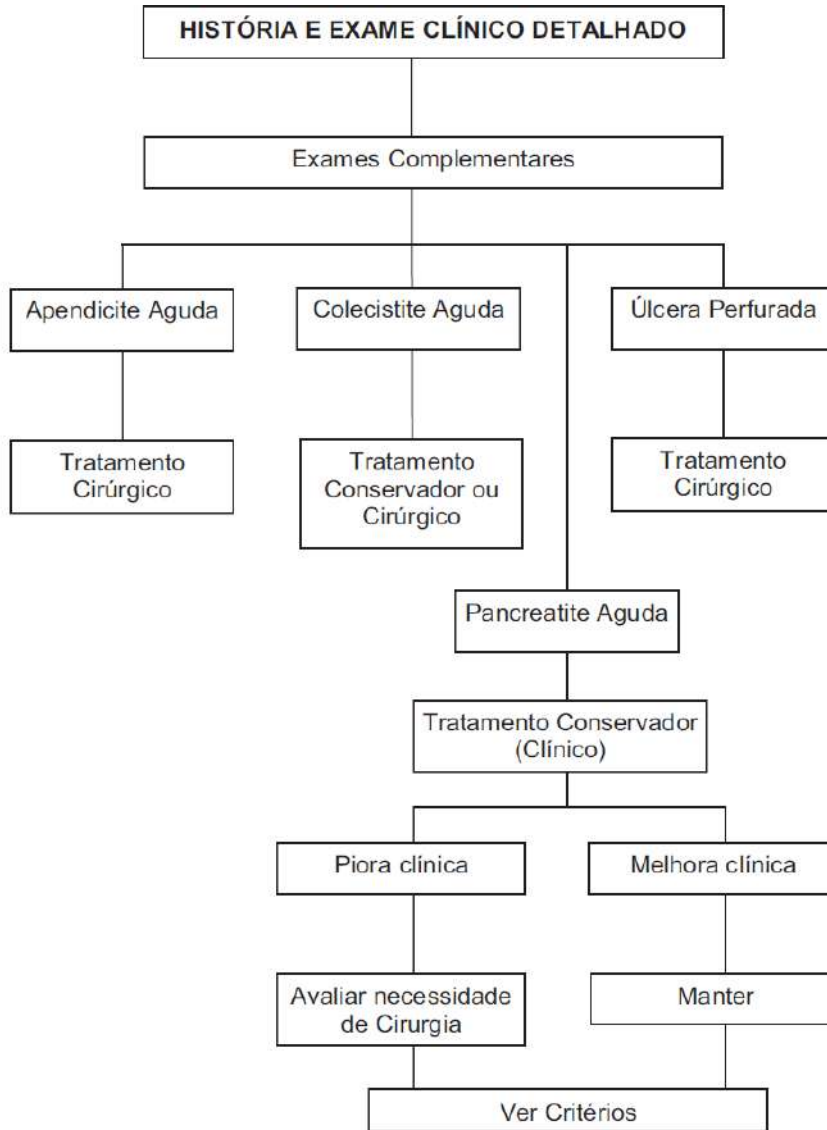 HISTÓRIA E EXAME CLÍNICO DETALHADO
Exames Complementares
Apendicite Aguda
Colecistite Aguda
Úlcera Perfurada
Tratamento
Cirúrgico
Tratamento
Conservador ou
Cirúrgico
Tratamento
Cirúrgico
Pancreatite Aguda
Tratamento Conservador
(Clínico)
Piora clínica
Melhora clínica
Avaliar necessidade
de Cirurgia
Manter
Ver Critérios